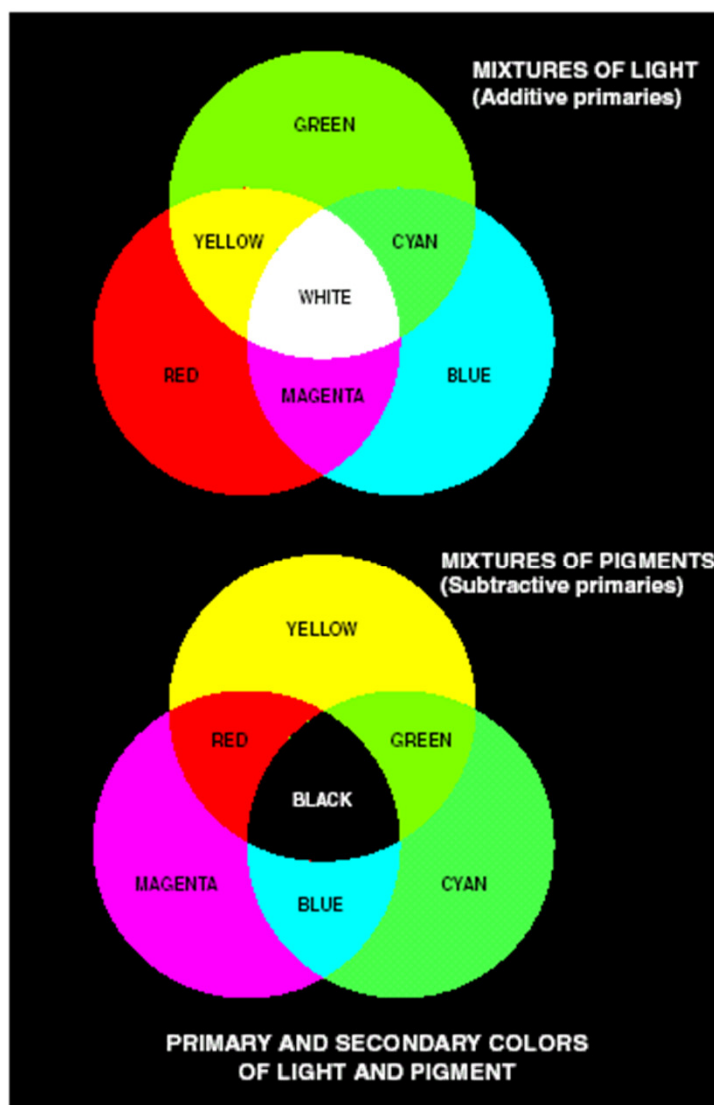 MIXTURES OF LIGHT
(Additive primaries)
GREEN
YELLOW
CYAN
WHITE
RED
BLUE
MAGENTA
MIXTURES OF PIGMENTS
(Subtractive primaries)
YELLOW
RED
GREEN
BLACK
MAGENTA
CYAN
BLUE
PRIMARY AND SECONDARY COLORS
OF LIGHT AND PIGMENT